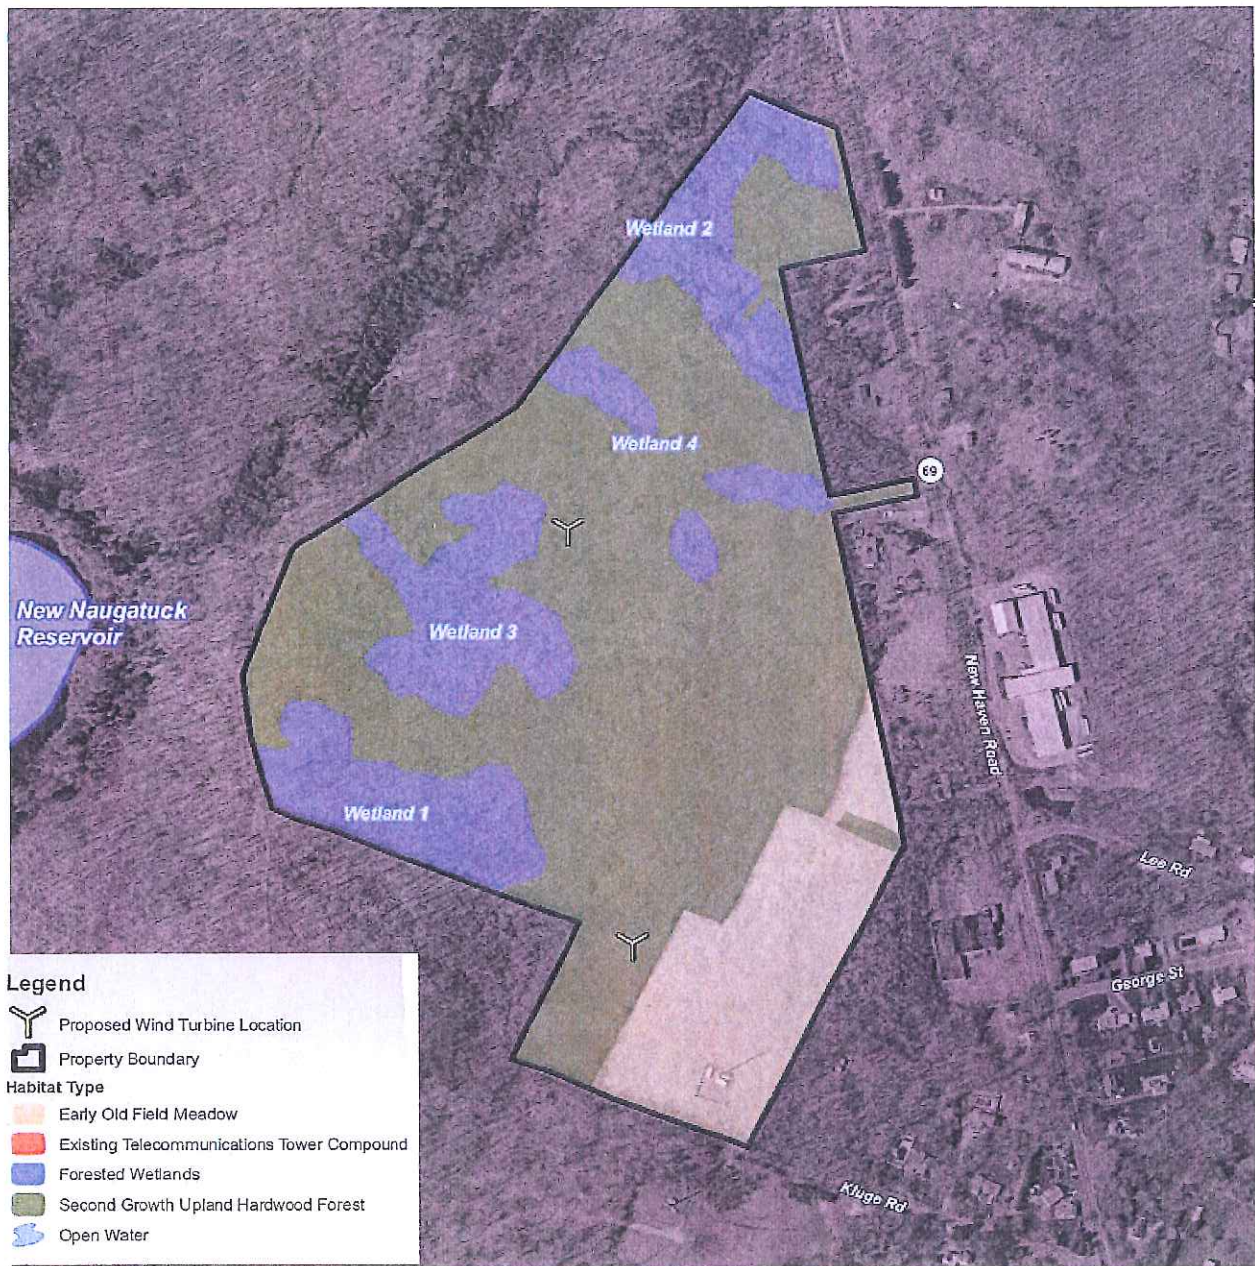 Wetland 2
Wetland 4
69
New Naugatuck
Reservoir
Wetland 3
New Haven Road
Wetland 1
Lee Rd
George St
Kluge Rd
Legend
Proposed Wind Turbine Location
Property Boundary
Habitat Type
Early Old Field Meadow
Existing Telecommunications Tower Compound
Forested Wetlands
Second Growth Upland Hardwood Forest
Open Water